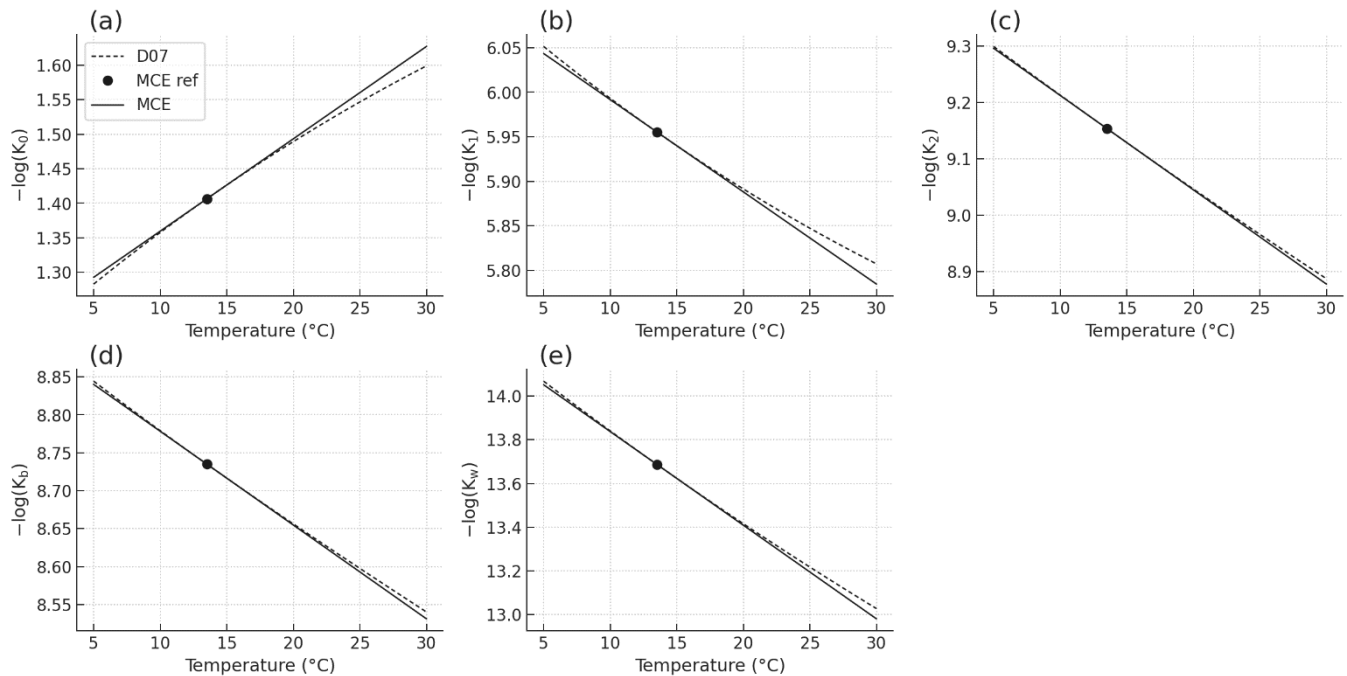 (a)
−log(K₀)
1.60
1.55
1.50
1.45
1.40
1.35
1.30
D07
MCE ref
MCE
5 10 15 20 25 30
Temperature (°C)
(b)
−log(K₁)
6.05
6.00
5.95
5.90
5.85
5.80
5 10 15 20 25 30
Temperature (°C)
(c)
−log(K₂)
9.3
9.2
9.1
9.0
8.9
5 10 15 20 25 30
Temperature (°C)
(d)
−log(K_b)
8.85
8.80
8.75
8.70
8.65
8.60
8.55
5 10 15 20 25 30
Temperature (°C)
(e)
−log(K_w)
14.0
13.8
13.6
13.4
13.2
13.0
5 10 15 20 25 30
Temperature (°C)